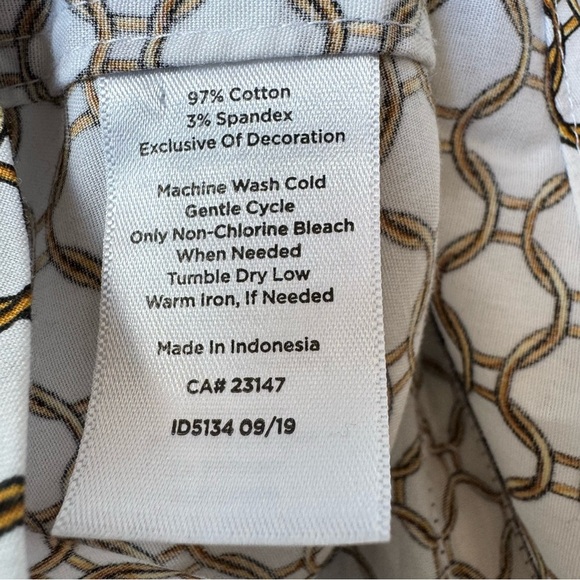 97% Cotton
3% Spandex
Exclusive Of Decoration
Machine Wash Cold
Gentle Cycle
Only Non-Chlorine Bleach
When Needed
Tumble Dry Low
Warm Iron, If Needed
Made In Indonesia
CA# 23147
ID5134 09/19